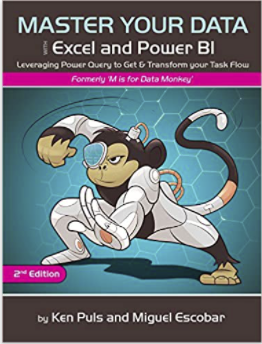 MASTER YOUR DATA
WITH Excel and Power BI
Leveraging Power Query to Get & Transform your Task Flow
Formerly 'M is for Data Monkey'
2nd Edition
by Ken Puls and Miguel Escobar